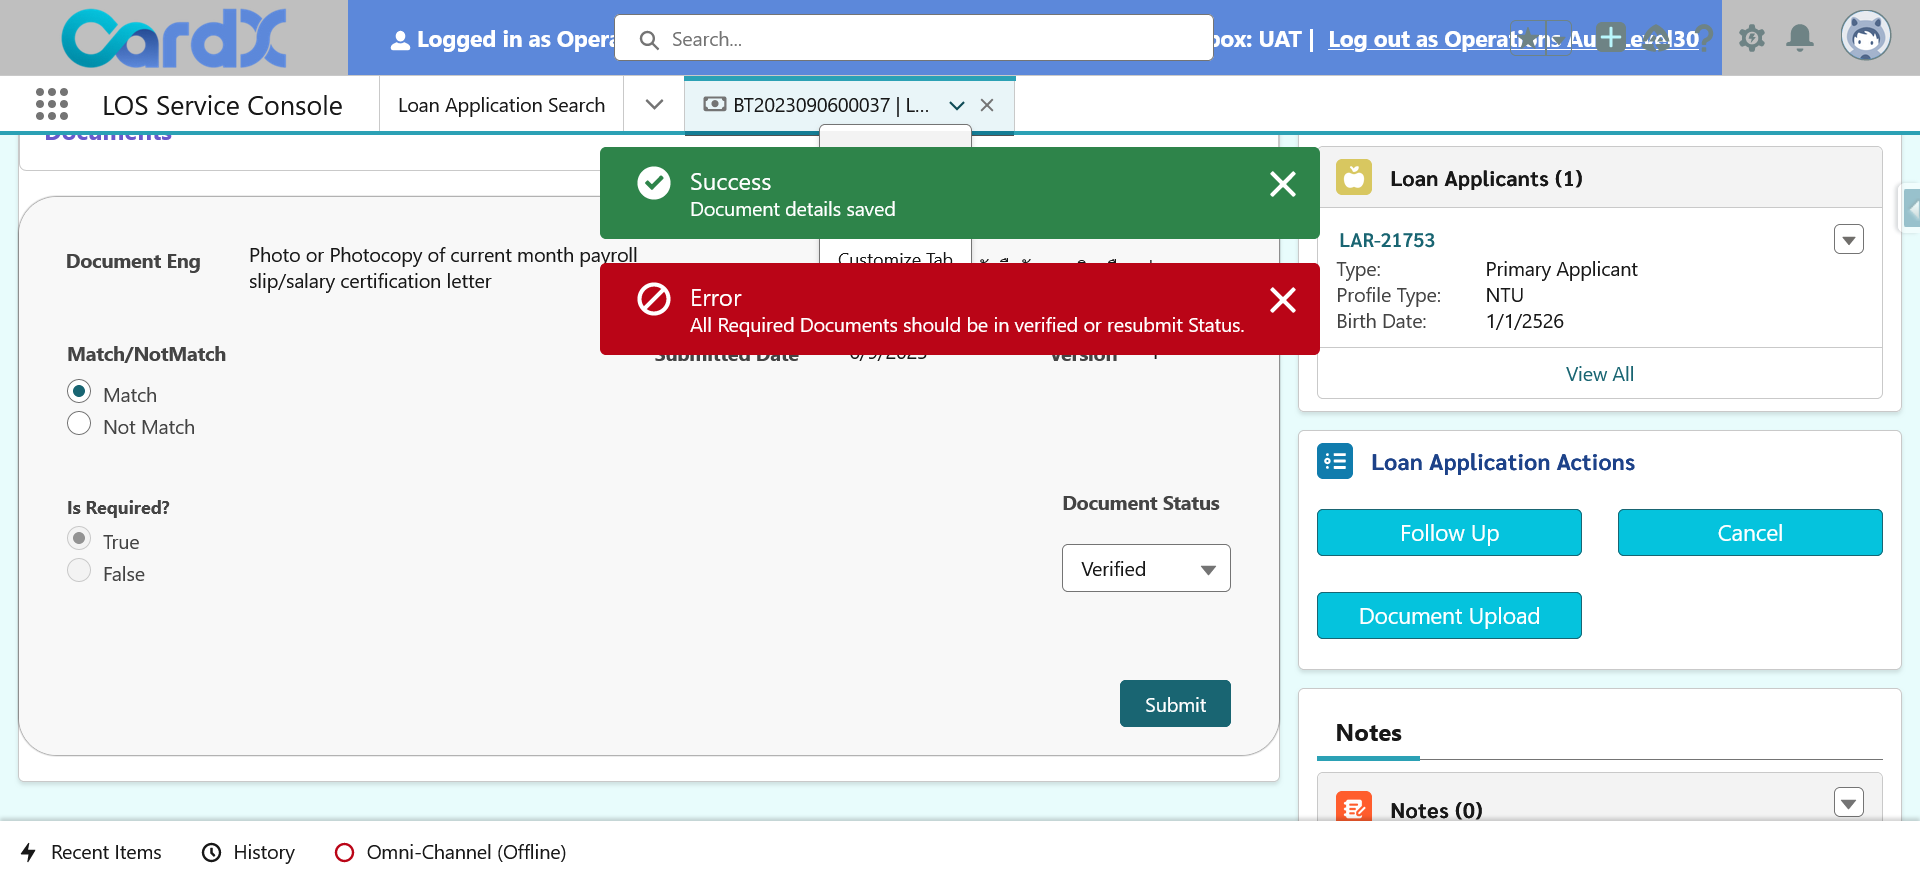 CardX
Logged in as Opera
Search...
box: UAT | Log out as Operations Au
LOS Service Console
Loan Application Search
BT2023090600037 | L...
Documents
Success
Document details saved
Customize Tab
Error
All Required Documents should be in verified or resubmit Status.
Document Eng
Photo or Photocopy of current month payroll
slip/salary certification letter
Match/NotMatch
Match
Not Match
Submitted Date
Version
Is Required?
True
False
Document Status
Verified
Submit
Loan Applicants (1)
LAR-21753
Type: Primary Applicant
Profile Type: NTU
Birth Date: 1/1/2526
View All
Loan Application Actions
Follow Up
Cancel
Document Upload
Notes
Notes (0)
Recent Items
History
Omni-Channel (Offline)